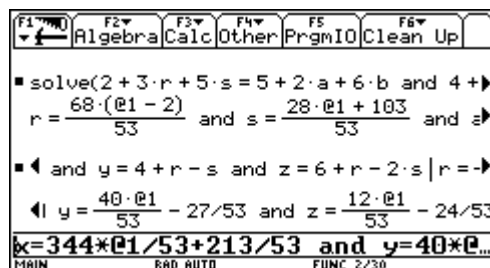 F1 F2 F3 F4 F5 F6
Algebra Calc Other PrgmIO Clean Up
▪ solve(2 + 3·r + 5·s = 5 + 2·a + 6·b and 4 +▶
r = 68·(@1 - 2)/53 and s = 28·@1 + 103/53 and a▶
▪ ◀ and y = 4 + r - s and z = 6 + r - 2·s | r = -▶
◀ y = 40·@1/53 - 27/53 and z = 12·@1/53 - 24/53
x=344*@1/53+213/53 and y=40*@…
MAIN RAD AUTO FUNC 2/30